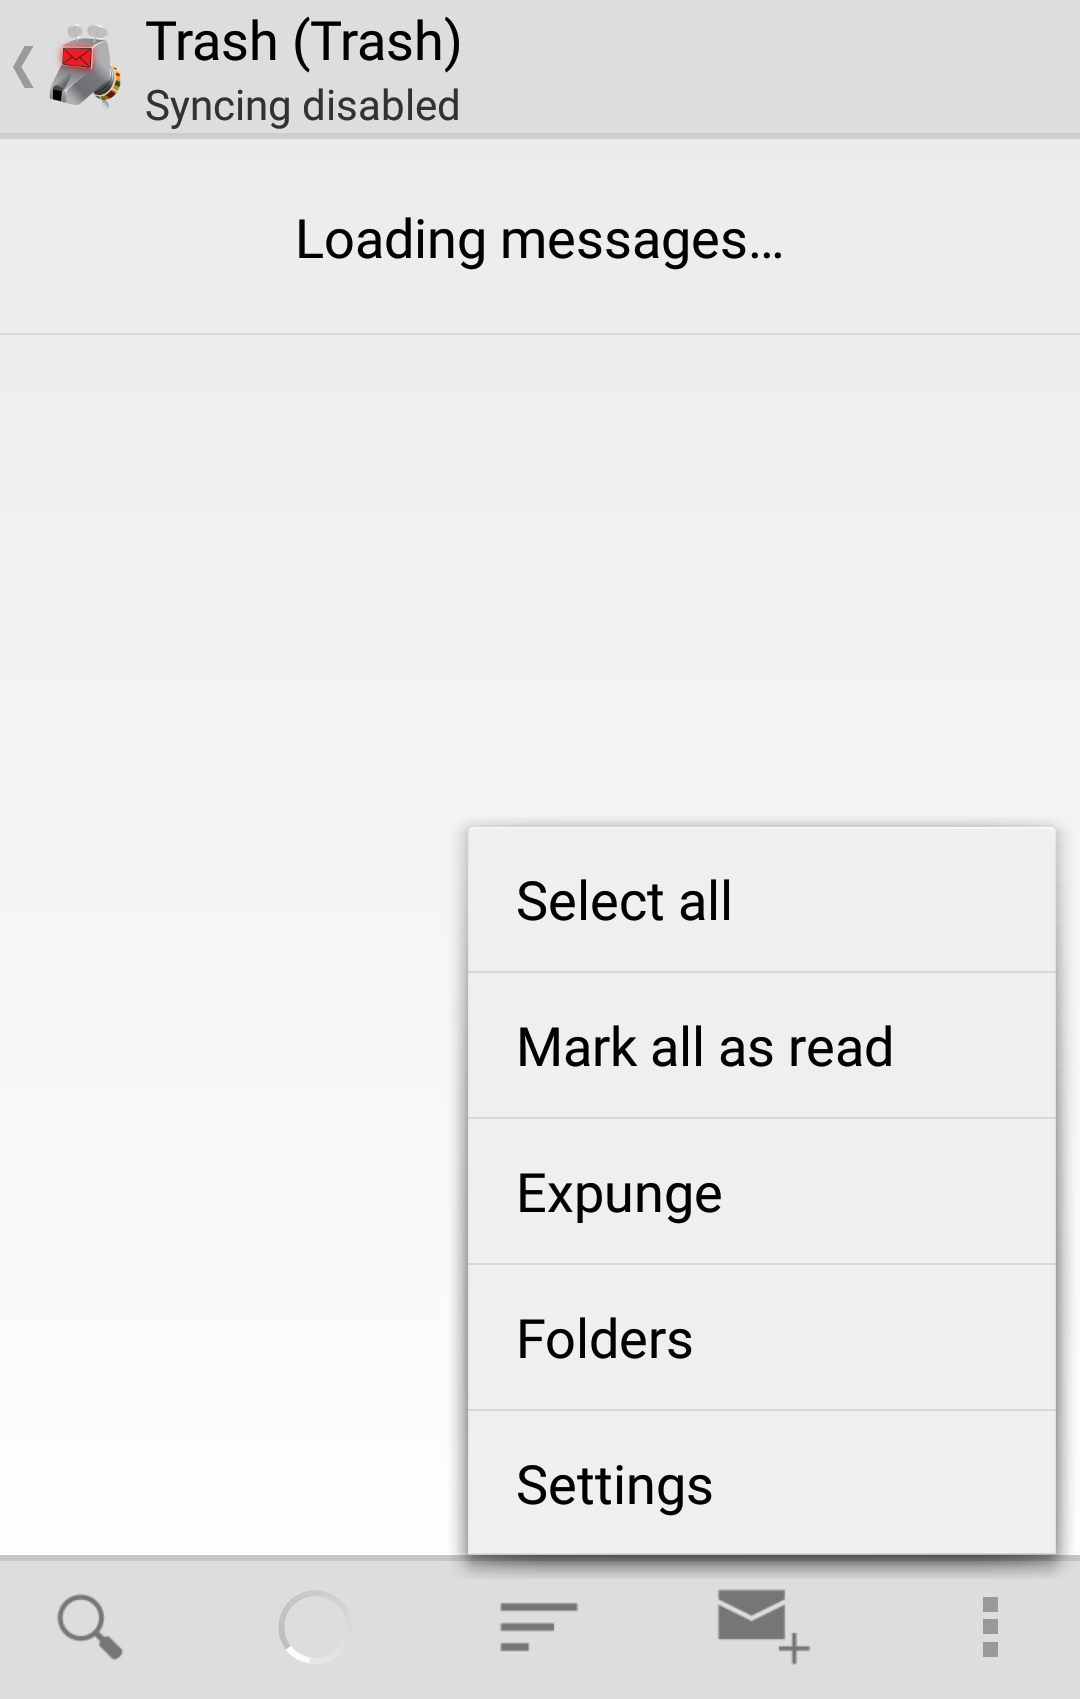 Trash (Trash)
Syncing disabled
Loading messages…
Select all
Mark all as read
Expunge
Folders
Settings